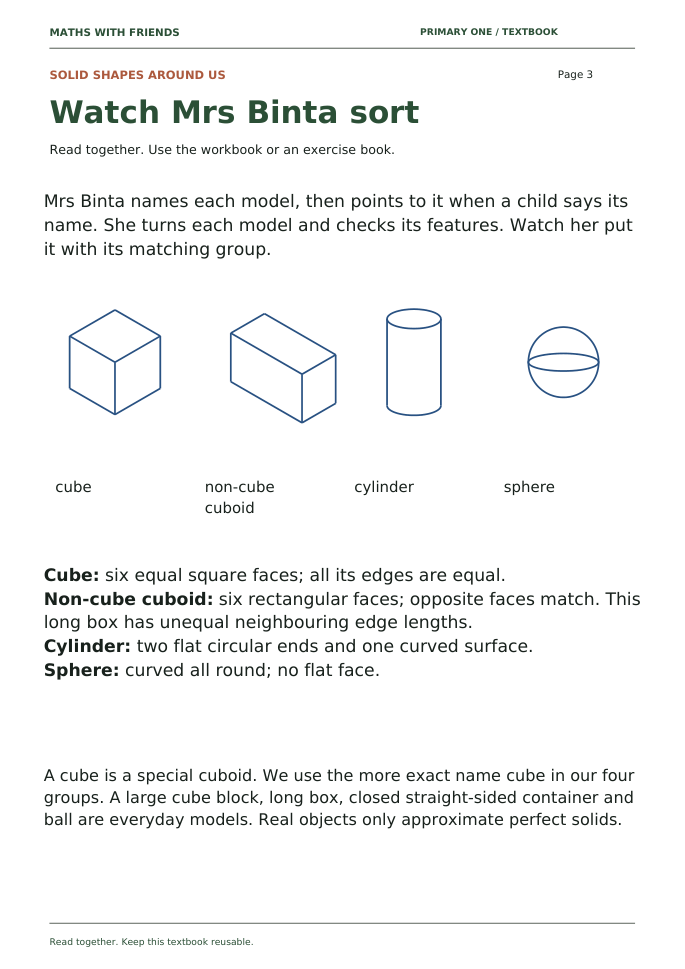 MATHS WITH FRIENDS
PRIMARY ONE / TEXTBOOK
SOLID SHAPES AROUND US
Page 3
Watch Mrs Binta sort
Read together. Use the workbook or an exercise book.
Mrs Binta names each model, then points to it when a child says its
name. She turns each model and checks its features. Watch her put
it with its matching group.
cube
non-cube
cuboid
cylinder
sphere
Cube: six equal square faces; all its edges are equal.
Non-cube cuboid: six rectangular faces; opposite faces match. This
long box has unequal neighbouring edge lengths.
Cylinder: two flat circular ends and one curved surface.
Sphere: curved all round; no flat face.
A cube is a special cuboid. We use the more exact name cube in our four
groups. A large cube block, long box, closed straight-sided container and
ball are everyday models. Real objects only approximate perfect solids.
Read together. Keep this textbook reusable.